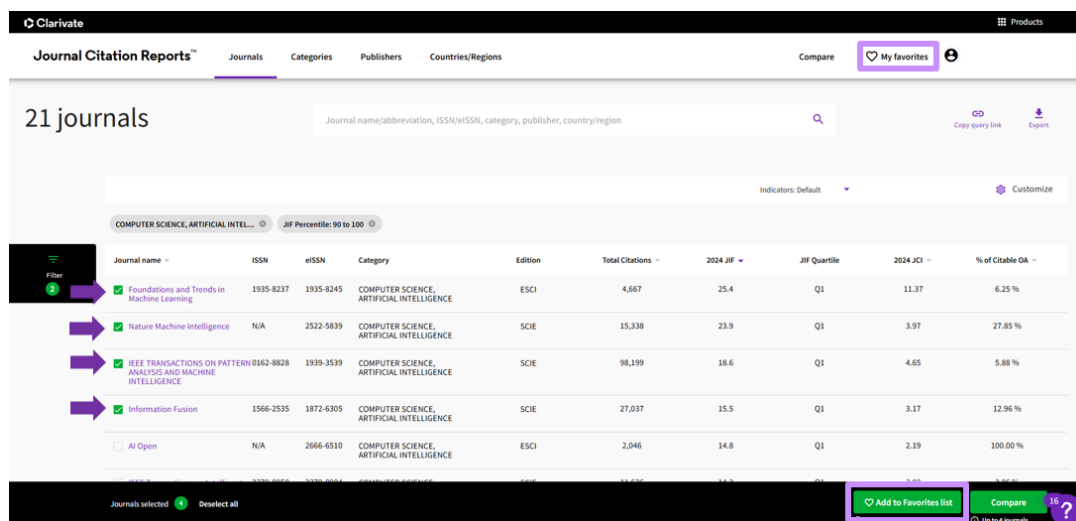 Clarivate
Products
Journal Citation Reports™
Journals
Categories
Publishers
Countries/Regions
Compare
My favorites
21 journals
Journal name/abbreviation, ISSN/eISSN, category, publisher, country/region
Copy query link
Export
Indicators: Default
Customize
COMPUTER SCIENCE, ARTIFICIAL INTEL...
JIF Percentile: 90 to 100
Filter
2
Journal name ISSN eISSN Category Edition Total Citations 2024 JIF JIF Quartile 2024 JCI % of Citable OA
Foundations and Trends in 1935-8237 1935-8245 COMPUTER SCIENCE, ESCI 4,667 25.4 Q1 11.37 6.25 %
Machine Learning ARTIFICIAL INTELLIGENCE
Nature Machine Intelligence N/A 2522-5839 COMPUTER SCIENCE, SCIE 15,338 23.9 Q1 3.97 27.85 %
ARTIFICIAL INTELLIGENCE
IEEE TRANSACTIONS ON PATTERN 0162-8828 1939-3539 COMPUTER SCIENCE, SCIE 98,199 18.6 Q1 4.65 5.88 %
ANALYSIS AND MACHINE ARTIFICIAL INTELLIGENCE
INTELLIGENCE
Information Fusion 1566-2535 1872-6305 COMPUTER SCIENCE, SCIE 27,037 15.5 Q1 3.17 12.96 %
ARTIFICIAL INTELLIGENCE
AI Open N/A 2666-6510 COMPUTER SCIENCE, ESCI 2,046 14.8 Q1 2.19 100.00 %
ARTIFICIAL INTELLIGENCE
Journals selected 4 Deselect all
Add to Favorites list
Compare
16
?
Up to 4 journals